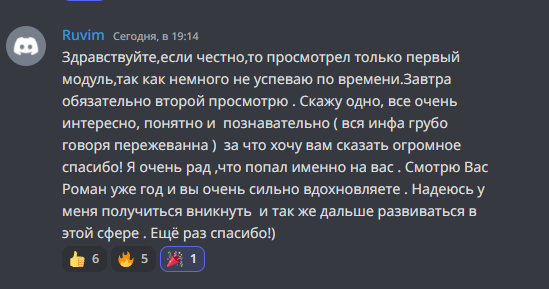 Ruvim Сегодня, в 19:14
Здравствуйте,если честно,то просмотрел только первый
модуль,так как немного не успеваю по времени.Завтра
обязательно второй просмотрю . Скажу одно, все очень
интересно, понятно и  познавательно ( вся инфа грубо
говоря пережеванна )  за что хочу вам сказать огромное
спасибо! Я очень рад ,что попал именно на вас . Смотрю Вас
Роман уже год и вы очень сильно вдохновляете . Надеюсь у
меня получиться вникнуть  и так же дальше развиваться в
этой сфере . Ещё раз спасибо!)
👍 6 🔥 5 🎉 1